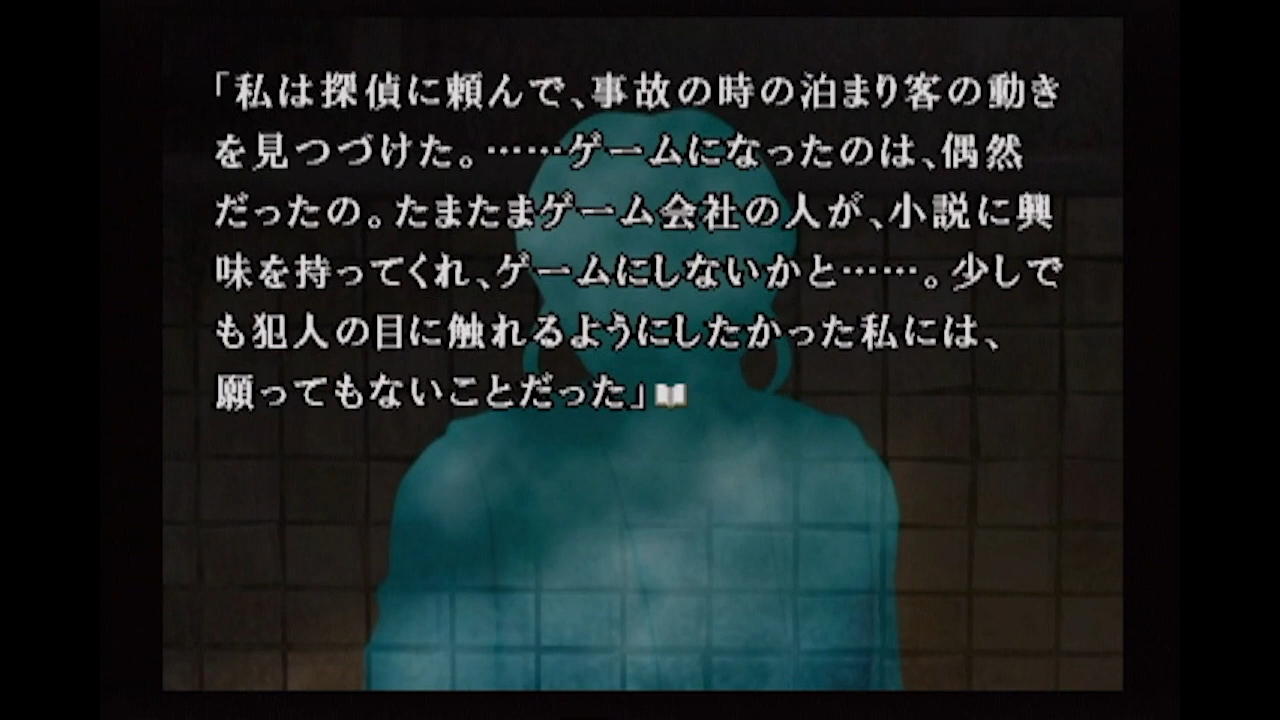 「私は探偵に頼んで、事故の時の泊まり客の動き
を見つづけた。……ゲームになったのは、偶然
だったの。たまたまゲーム会社の人が、小説に興
味を持ってくれ、ゲームにしないかと……。少しで
も犯人の目に触れるようにしたかった私には、
願ってもないことだった」